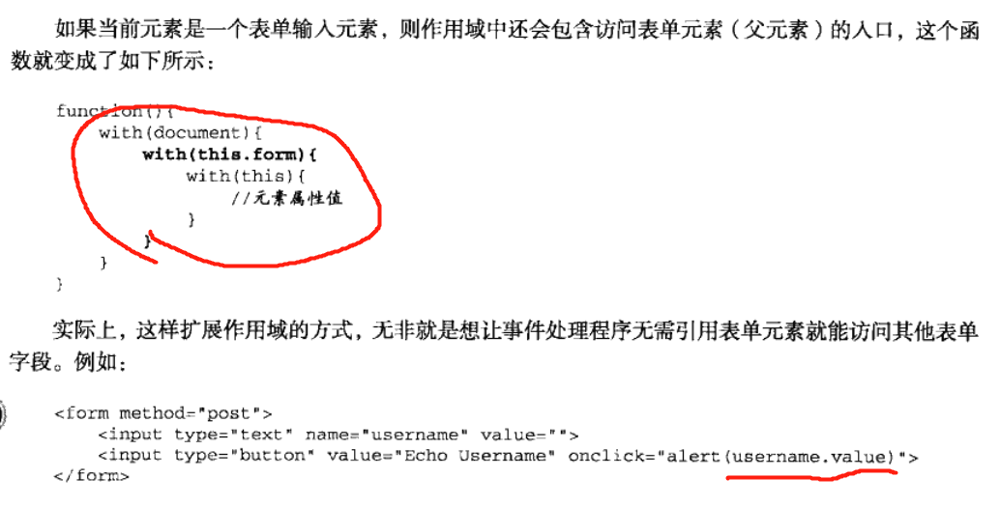 如果当前元素是一个表单输入元素，则作用域中还会包含访问表单元素（父元素）的入口，这个函
数就变成了如下所示：
function(){
with(document){
with(this.form){
with(this){
//元素属性值
}
}
}
}
实际上，这样扩展作用域的方式，无非就是想让事件处理程序无需引用表单元素就能访问其他表单
字段。例如：
<form method="post">
<input type="text" name="username" value="">
<input type="button" value="Echo Username" onclick="alert(username.value)">
</form>